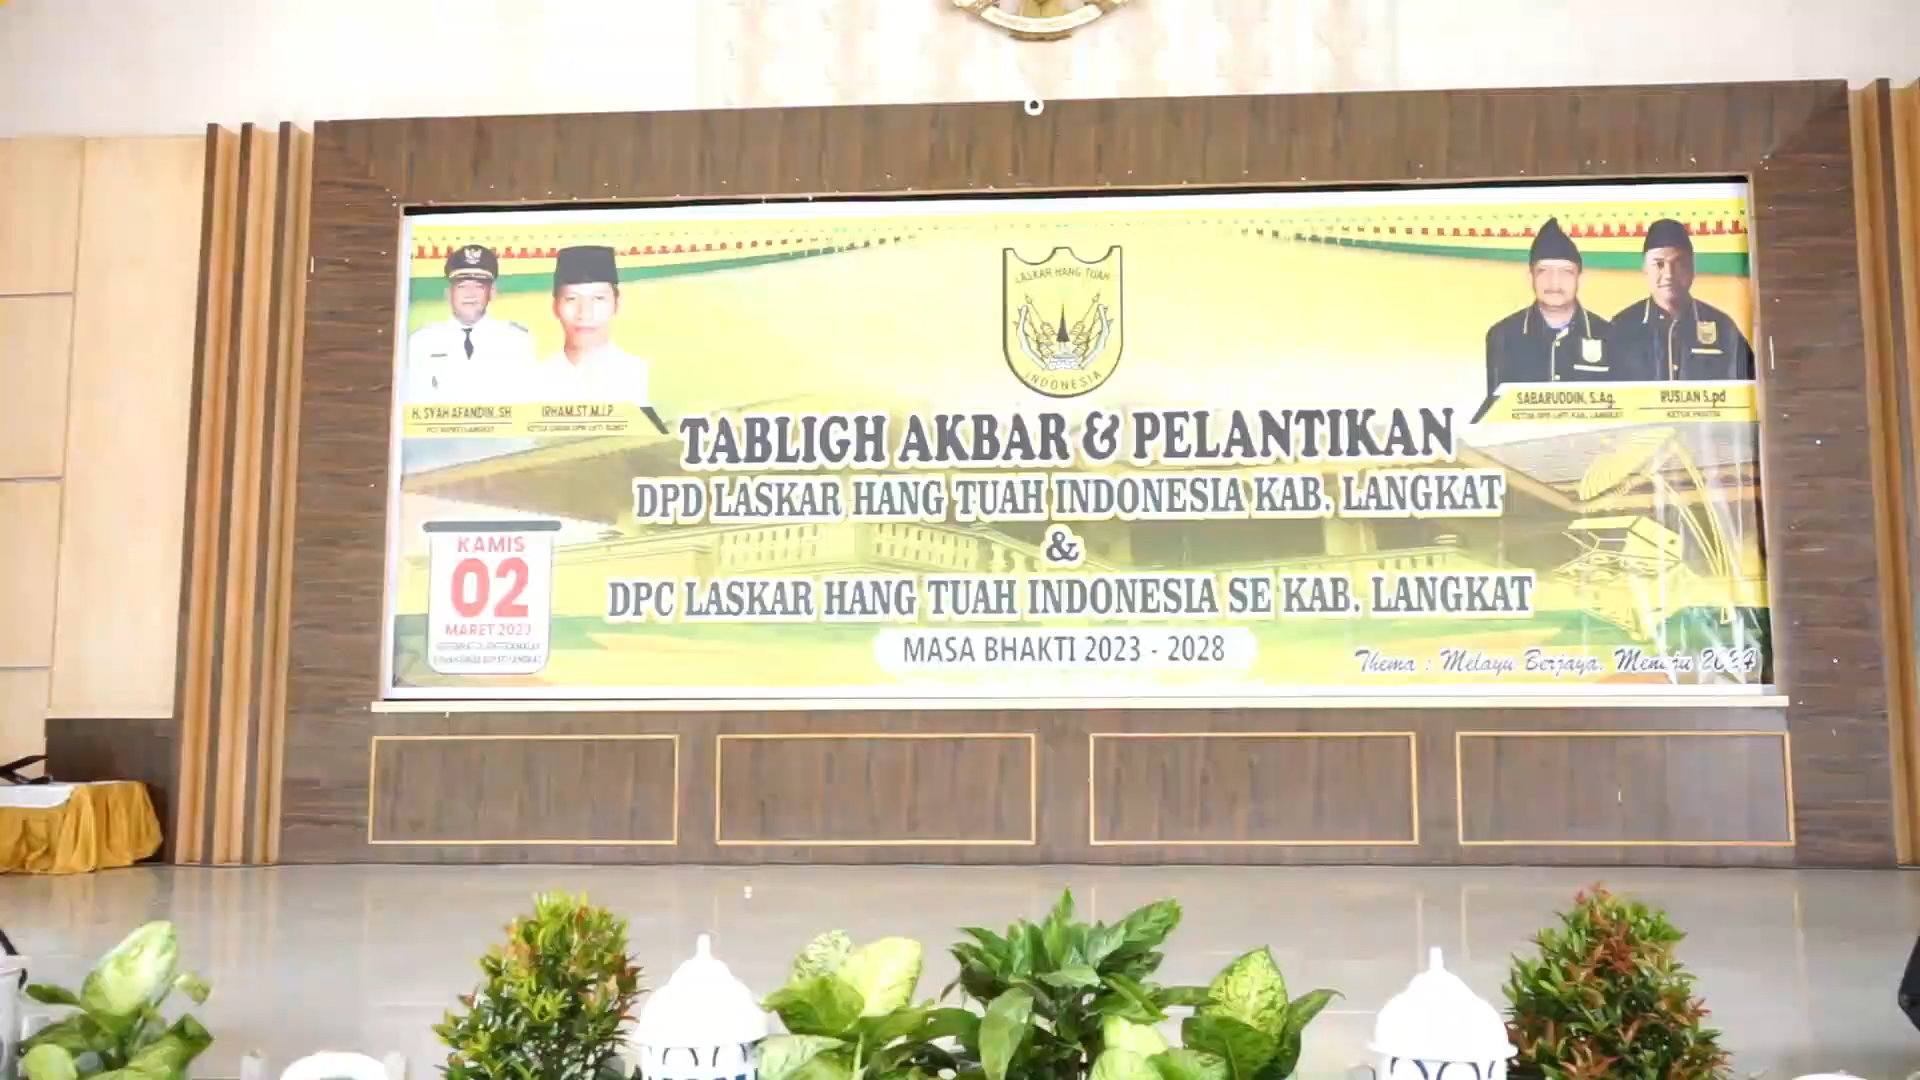 LASKAR HANG TUAH
INDONESIA
H. SYAH AFANDIN, SH
IRHAM.ST.M.I.P
SABARUDDIN, S.Ag.
RUSLAN S.pd
TABLIGH AKBAR & PELANTIKAN
DPD LASKAR HANG TUAH INDONESIA KAB. LANGKAT
&
DPC LASKAR HANG TUAH INDONESIA SE KAB. LANGKAT
MASA BHAKTI 2023 - 2028
KAMIS
02
MARET 2023
Thema : Melayu Berjaya, Menuju 2024